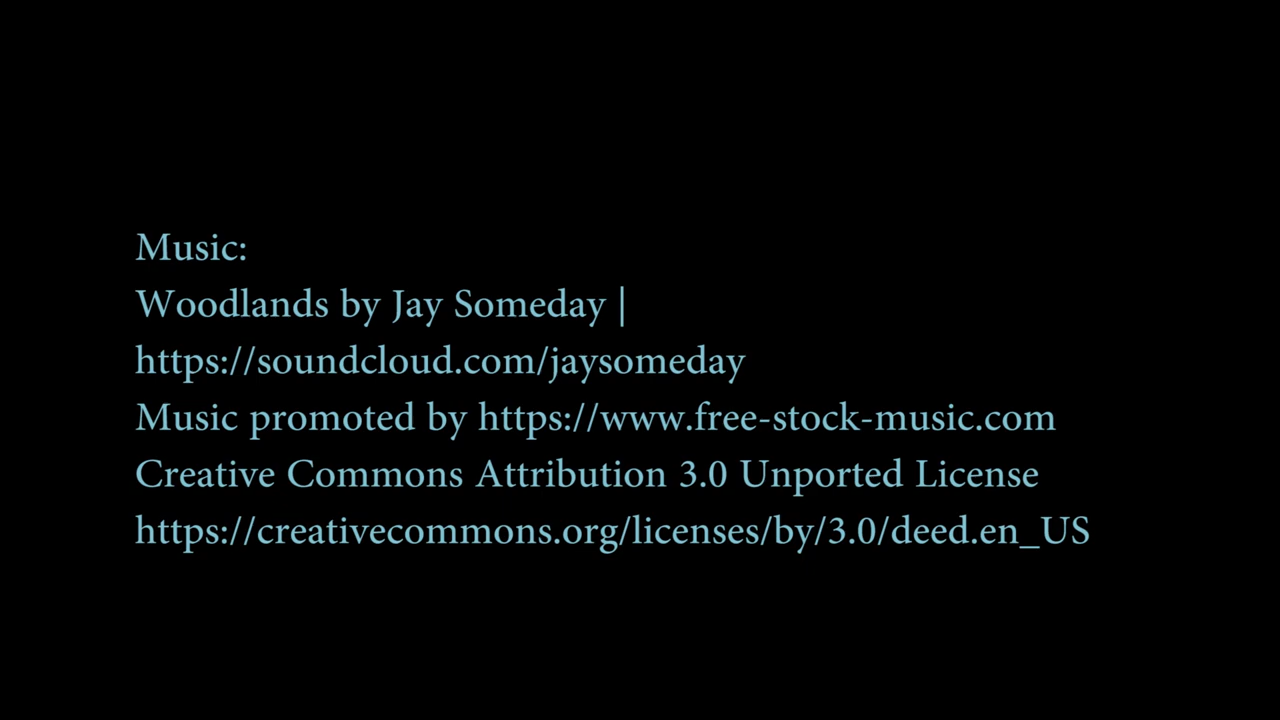 Music:
Woodlands by Jay Someday |
https://soundcloud.com/jaysomeday
Music promoted by https://www.free-stock-music.com
Creative Commons Attribution 3.0 Unported License
https://creativecommons.org/licenses/by/3.0/deed.en_US